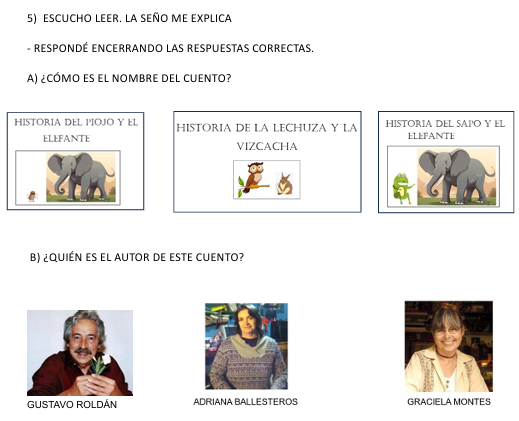 5) ESCUCHO LEER. LA SEÑO ME EXPLICA
- RESPONDÉ ENCERRANDO LAS RESPUESTAS CORRECTAS.
A) ¿CÓMO ES EL NOMBRE DEL CUENTO?
HISTORIA DEL PIOJO Y EL
ELEFANTE
HISTORIA DE LA LECHUZA Y LA
VIZCACHA
HISTORIA DEL SAPO Y EL
ELEFANTE
B) ¿QUIÉN ES EL AUTOR DE ESTE CUENTO?
GUSTAVO ROLDÁN
ADRIANA BALLESTEROS
GRACIELA MONTES